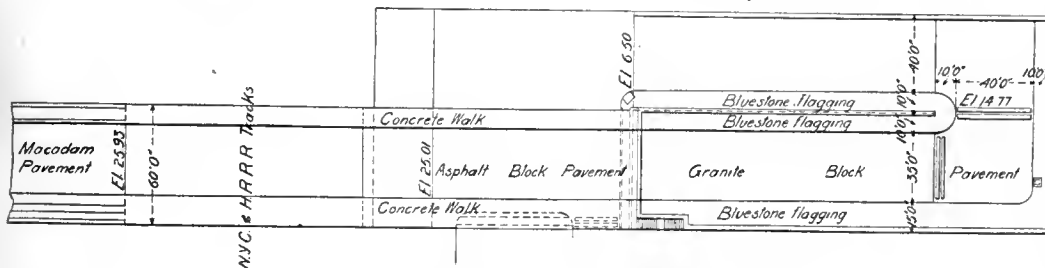 Macadam
Pavement
El. 25.93
60'0"
N.Y.C. & H.R.R.R. Tracks
Concrete Walk
Concrete Walk
El 25.01
Asphalt Block Pavement
El 6.50
Bluestone flagging
Bluestone flagging
Granite Block Pavement
Bluestone flagging
40'0"
10'0"
10'0"
35'0"
15'0"
10'0"
40'0"
10'0"
El 14.77